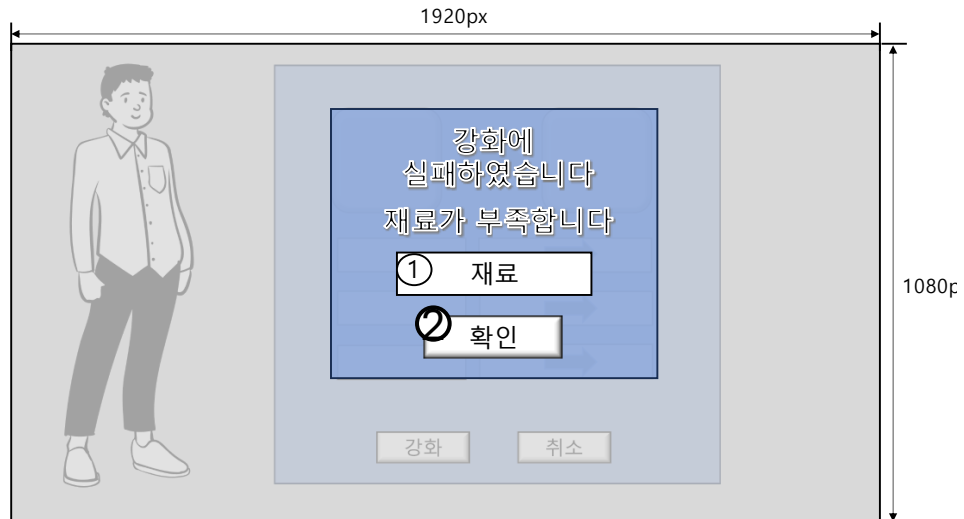 1920px
강화에
실패하였습니다
재료가 부족합니다
① 재료
② 확인
1080p
강화 취소